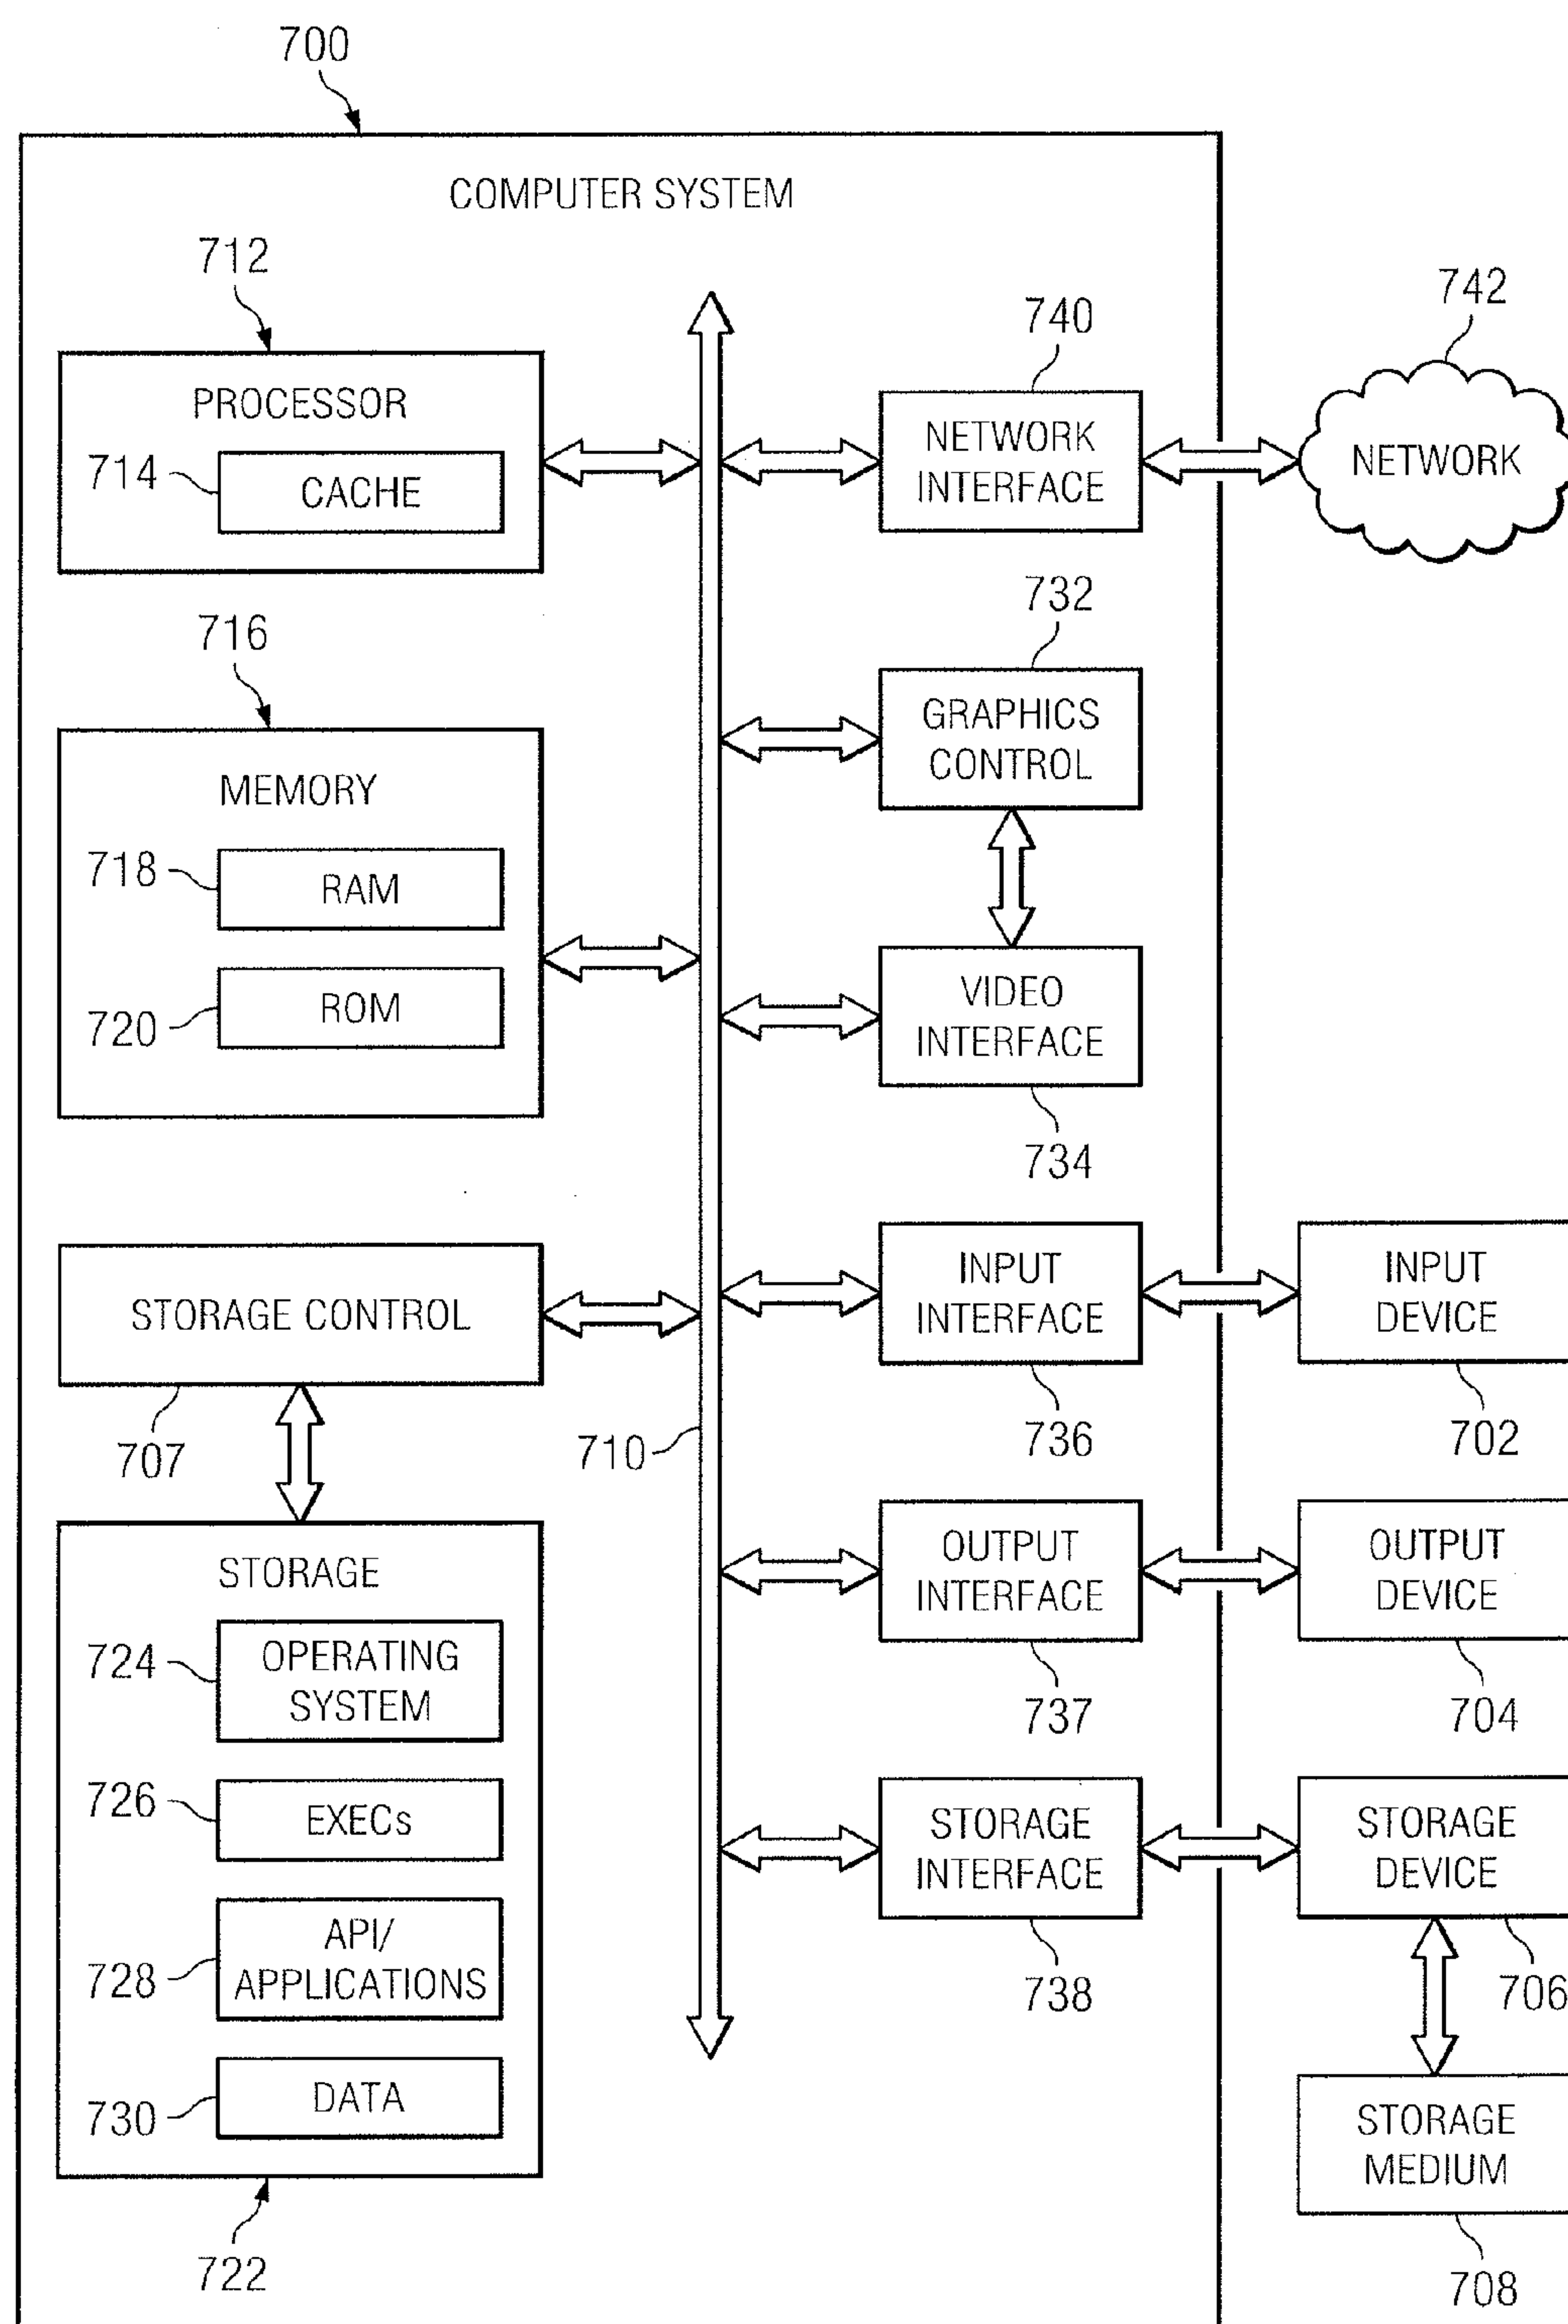 700
COMPUTER SYSTEM
712
PROCESSOR
714
CACHE
740
NETWORK
INTERFACE
742
NETWORK
716
MEMORY
718
RAM
720
ROM
732
GRAPHICS
CONTROL
VIDEO
INTERFACE
734
STORAGE CONTROL
707
710
INPUT
INTERFACE
736
INPUT
DEVICE
702
STORAGE
724
OPERATING
SYSTEM
726
EXECs
728
API/
APPLICATIONS
730
DATA
722
OUTPUT
INTERFACE
737
OUTPUT
DEVICE
704
STORAGE
INTERFACE
738
STORAGE
DEVICE
706
STORAGE
MEDIUM
708